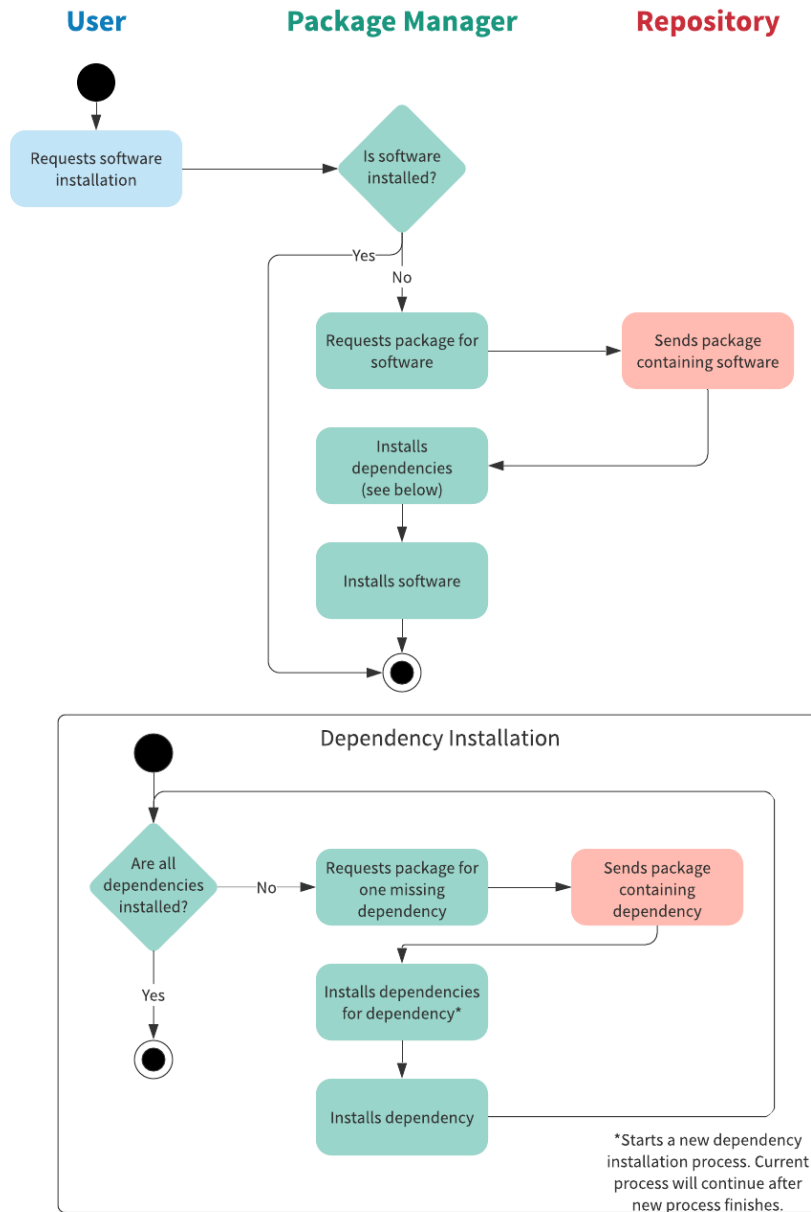 User
Package Manager
Repository
Requests software
installation
Is software
installed?
Yes
No
Requests package for
software
Sends package
containing software
Installs
dependencies
(see below)
Installs software
Dependency Installation
Are all
dependencies
installed?
No
Requests package for
one missing
dependency
Sends package
containing
dependency
Yes
Installs dependencies
for dependency*
Installs dependency
*Starts a new dependency
installation process. Current
process will continue after
new process finishes.